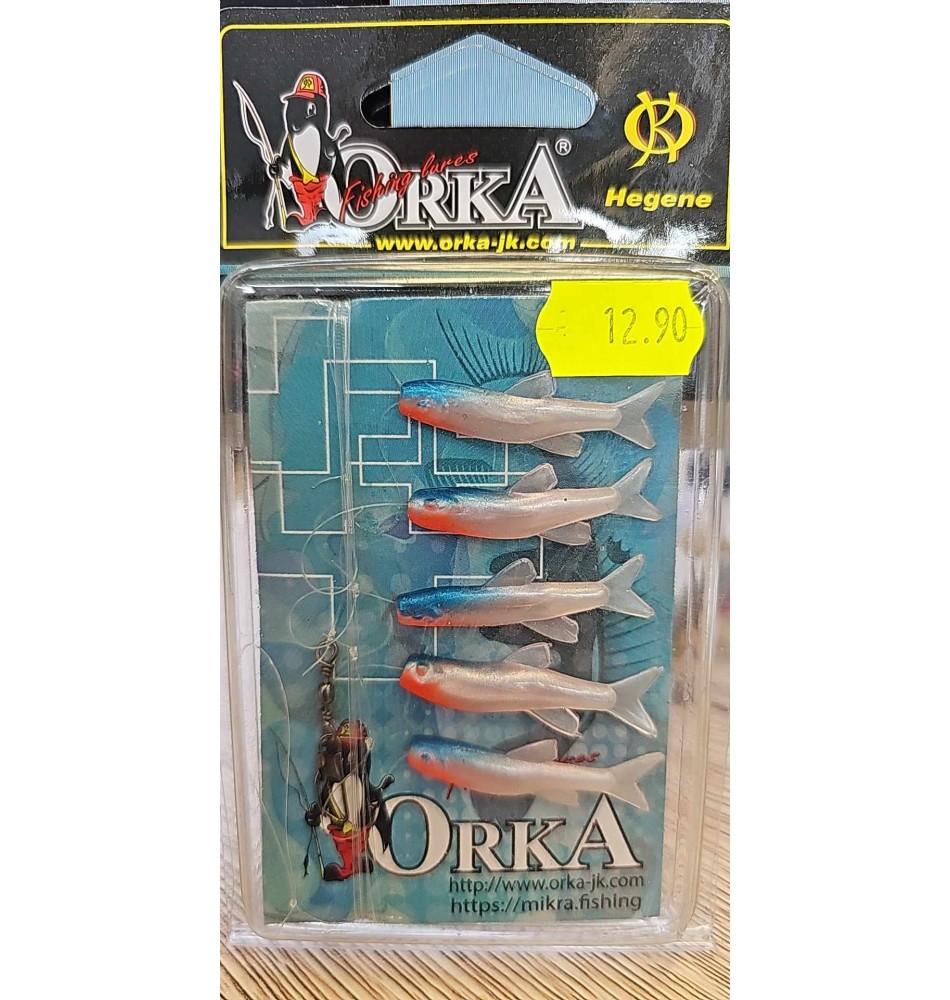 Fishing lures
ORKA®
Hegene
www.orka-jk.com
12.90
ORKA
http://www.orka-jk.com
https://mikra.fishing